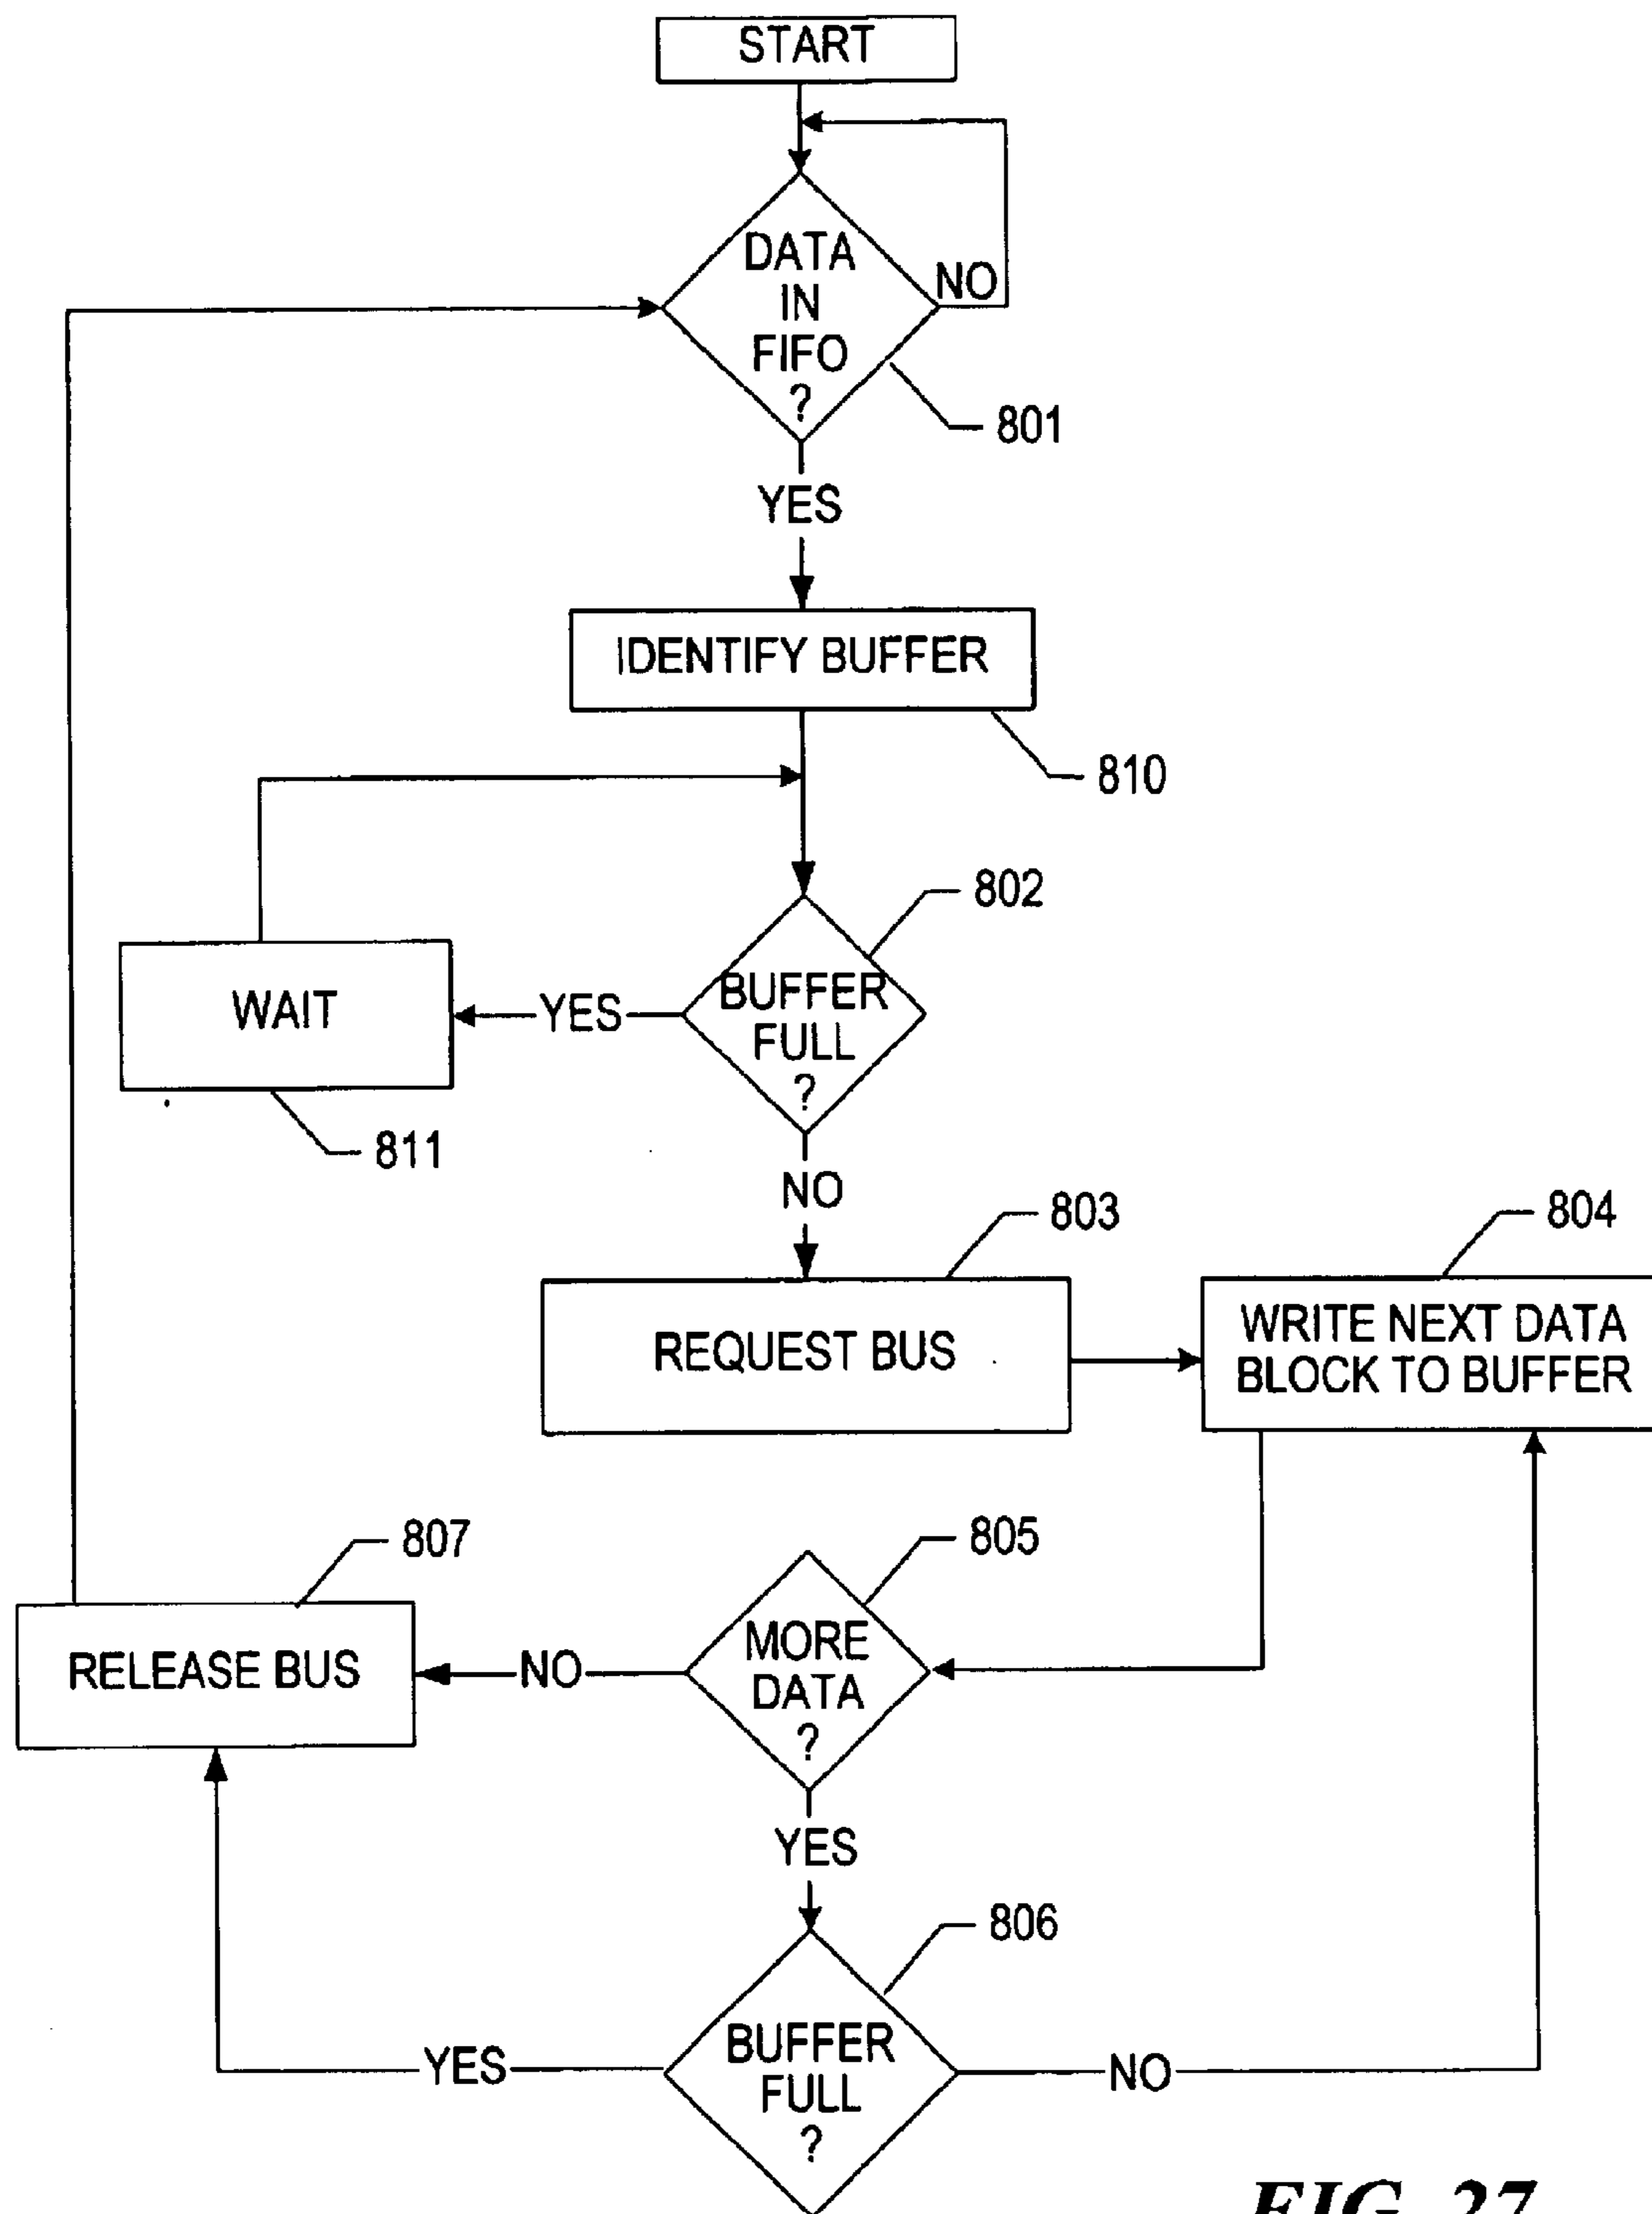 START
DATA
IN
FIFO
?
NO
801
YES
IDENTIFY BUFFER
810
802
BUFFER
FULL
?
YES
WAIT
811
NO
803
REQUEST BUS
804
WRITE NEXT DATA
BLOCK TO BUFFER
805
MORE
DATA
?
NO
807
RELEASE BUS
YES
806
BUFFER
FULL
?
YES
NO
FIG. 27